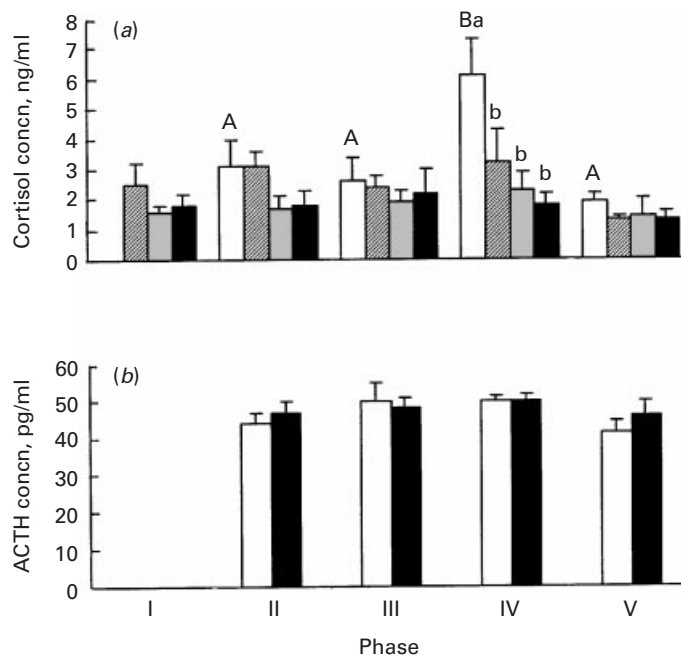 (a)
Cortisol concn, ng/ml
8
7
6
5
4
3
2
1
0
A
A
Ba
b
b
b
A
(b)
ACTH concn, pg/ml
60
50
40
30
20
10
0
I II III IV V
Phase